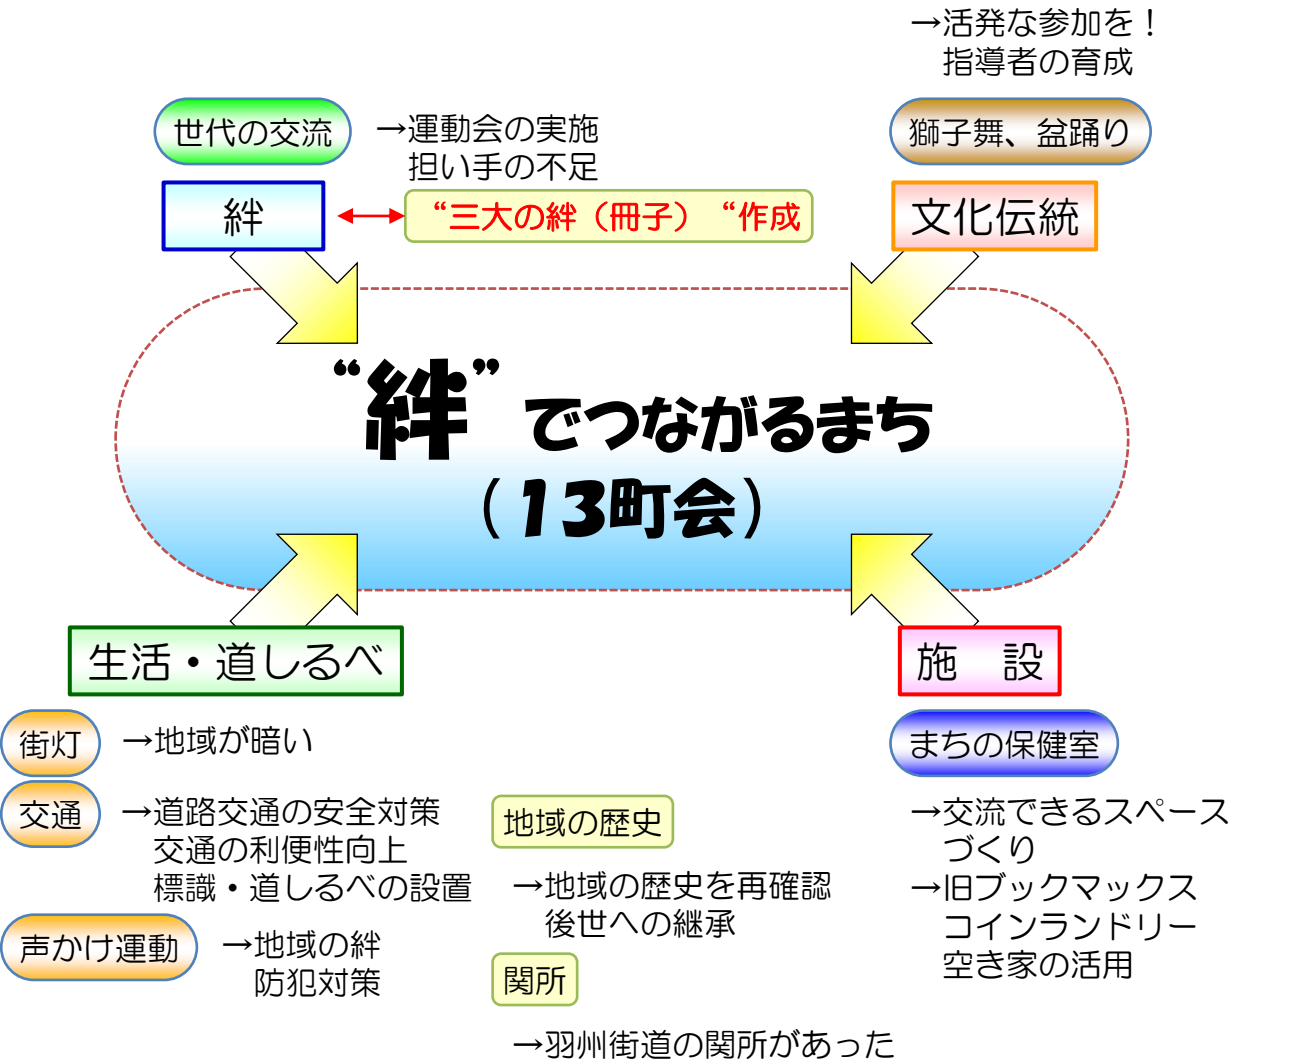 →活発な参加を！
指導者の育成
世代の交流
→運動会の実施
担い手の不足
獅子舞、盆踊り
絆
“三大の絆（冊子）“作成
文化伝統
“絆”でつながるまち
（13町会）
生活・道しるべ
施　設
街灯
→地域が暗い
交通
→道路交通の安全対策
交通の利便性向上
標識・道しるべの設置
声かけ運動
→地域の絆
防犯対策
地域の歴史
→地域の歴史を再確認
後世への継承
関所
→羽州街道の関所があった
まちの保健室
→交流できるスペース
づくり
→旧ブックマックス
コインランドリー
空き家の活用